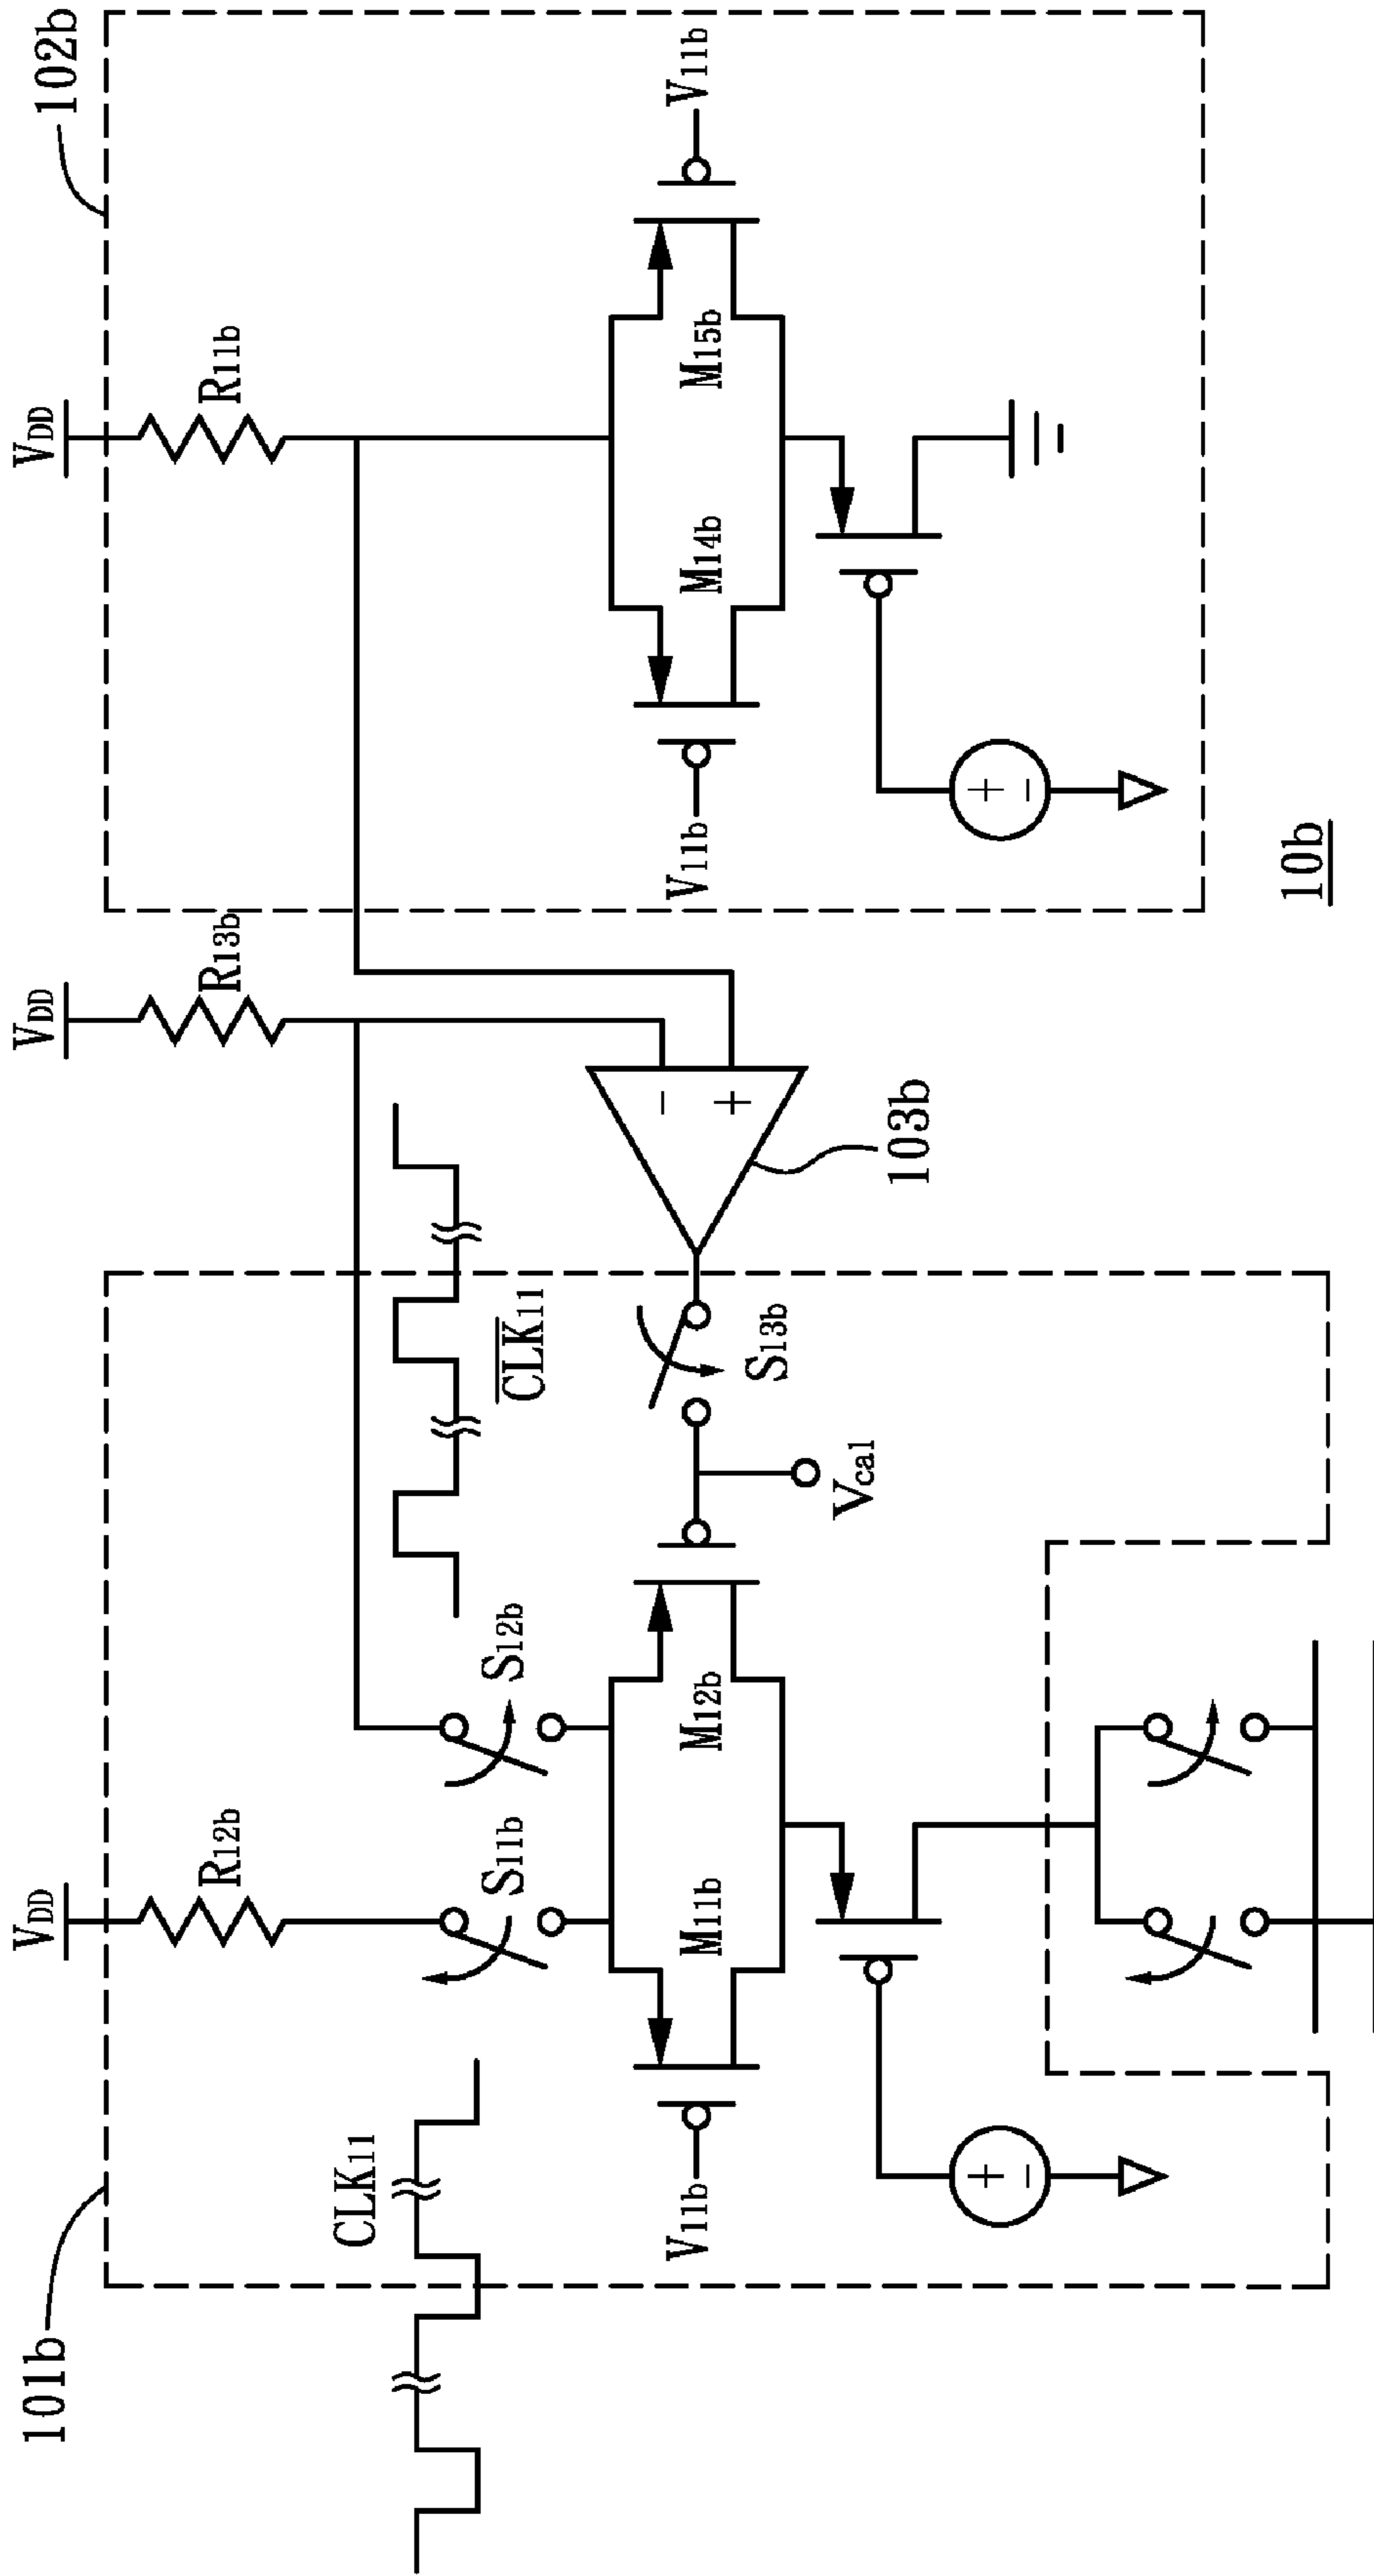 101b
102b
VDD
VDD
VDD
R12b
R13b
R11b
CLK11
S11b
S12b
CLK11
V11b
M11b
M12b
S13b
Vcal
-
+
103b
V11b
M14b
M15b
V11b
+
-
+
-
10b